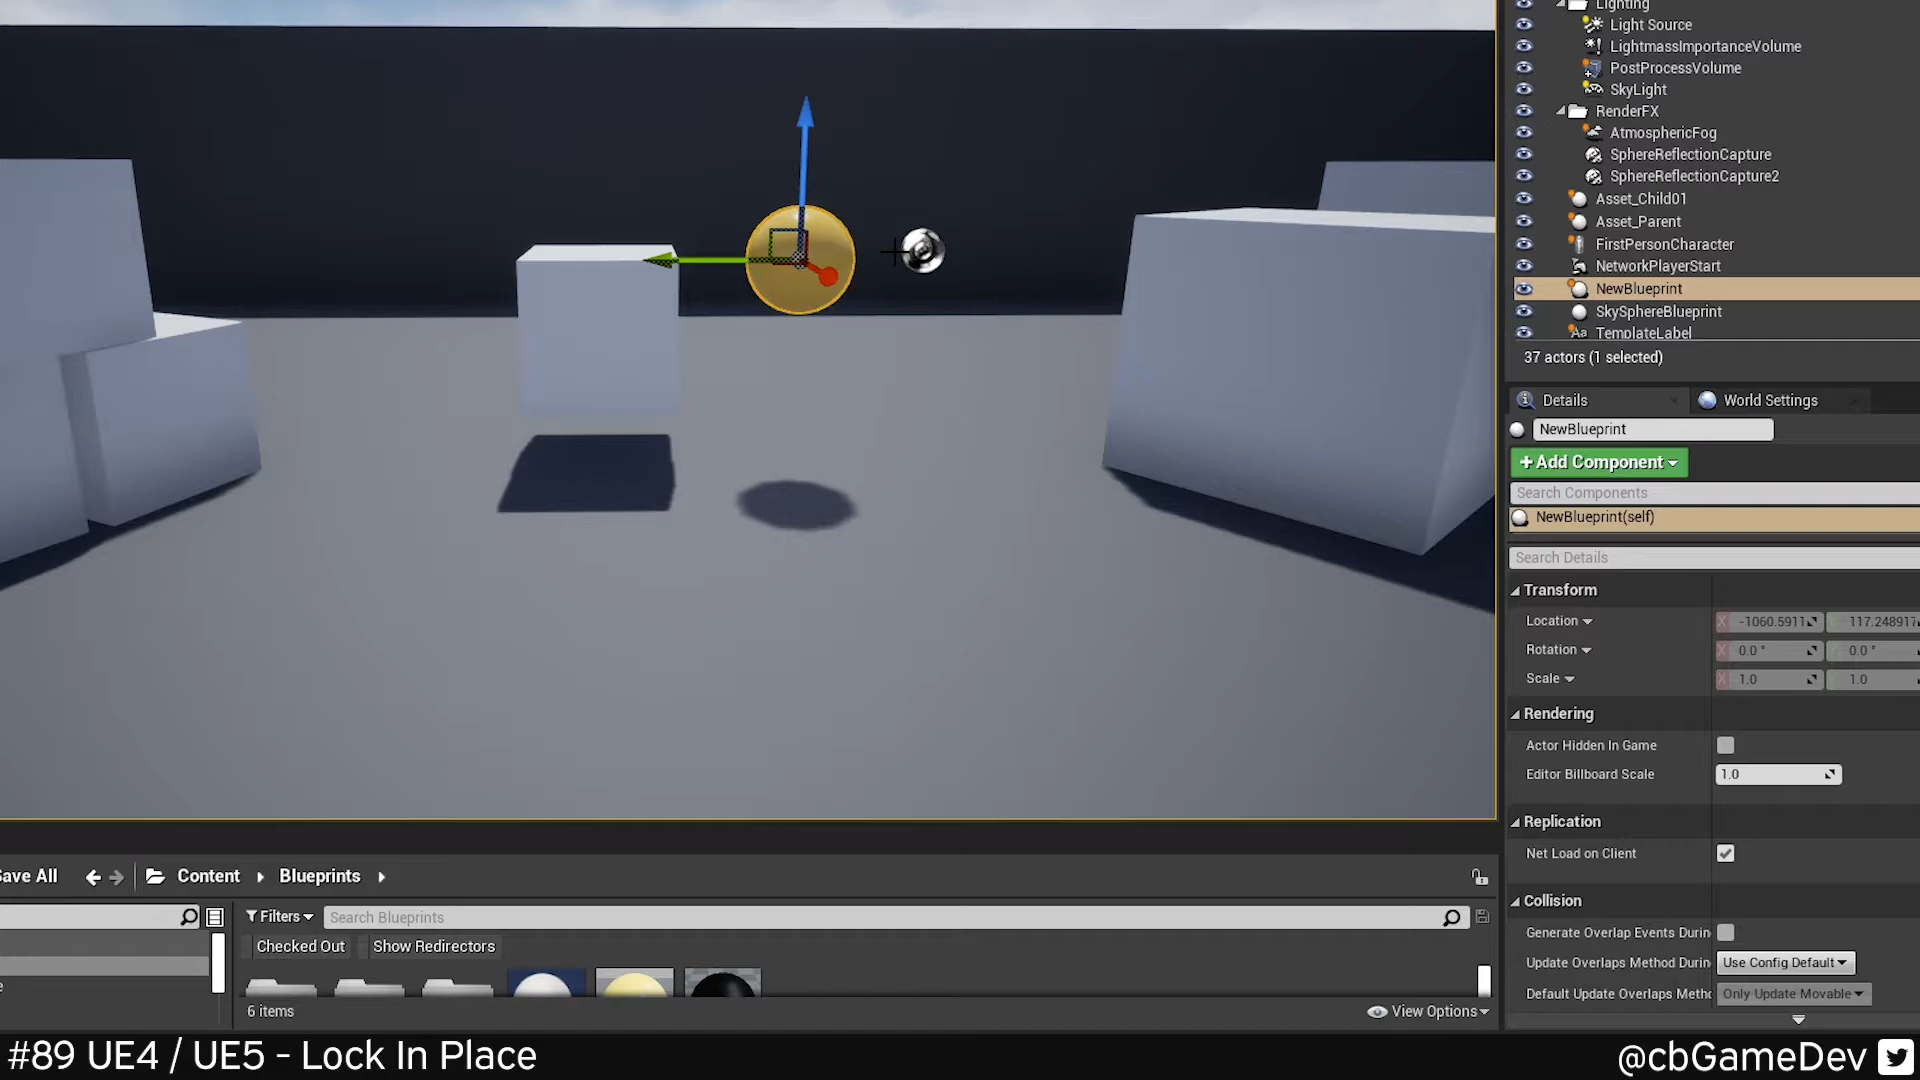 Lighting
Light Source
LightmassImportanceVolume
PostProcessVolume
SkyLight
RenderFX
AtmosphericFog
SphereReflectionCapture
SphereReflectionCapture2
Asset_Child01
Asset_Parent
FirstPersonCharacter
NetworkPlayerStart
NewBlueprint
SkySphereBlueprint
Aa TemplateLabel
37 actors (1 selected)
Details
World Settings
NewBlueprint
+ Add Component
Search Components
NewBlueprint(self)
Search Details
Transform
Location X -1060.5911 117.248917
Rotation X 0.0 ° 0.0 °
Scale X 1.0 1.0
Rendering
Actor Hidden In Game
Editor Billboard Scale 1.0
Replication
Net Load on Client
Collision
Generate Overlap Events Durin
Update Overlaps Method Durin Use Config Default
Default Update Overlaps Metho Only Update Movable
Save All Content Blueprints
Filters Search Blueprints
Checked Out Show Redirectors
e
6 items View Options
#89 UE4 / UE5 - Lock In Place @cbGameDev